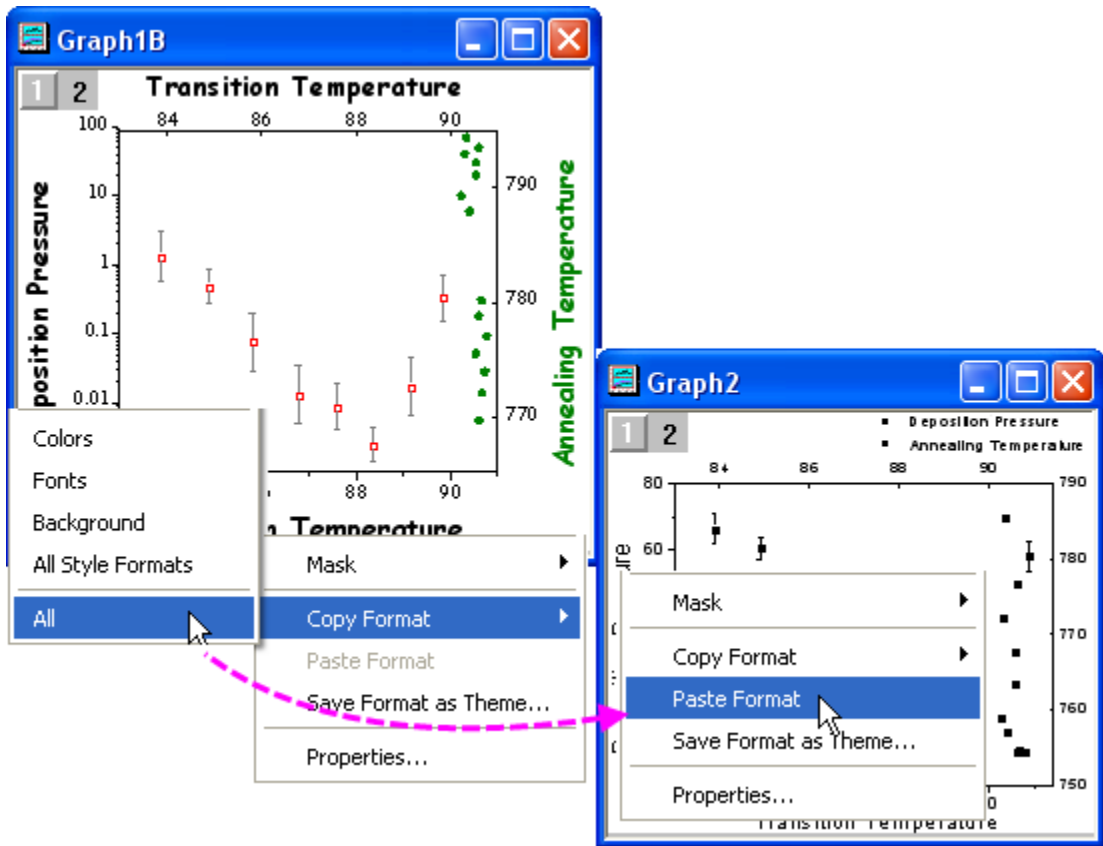 Graph1B
1 2
Transition Temperature
84 86 88 90
100
10
1
0.1
0.01
position Pressure
790
780
770
Annealing Temperature
88 90
Temperature
Colors
Fonts
Background
All Style Formats
All
Mask
Copy Format
Paste Format
Save Format as Theme...
Properties...
Graph2
1 2
Deposition Pressure
Annealing Temperature
84 86 88 90
80
60
790
780
770
760
750
Mask
Copy Format
Paste Format
Save Format as Theme...
Properties...
0
Transition Temperature